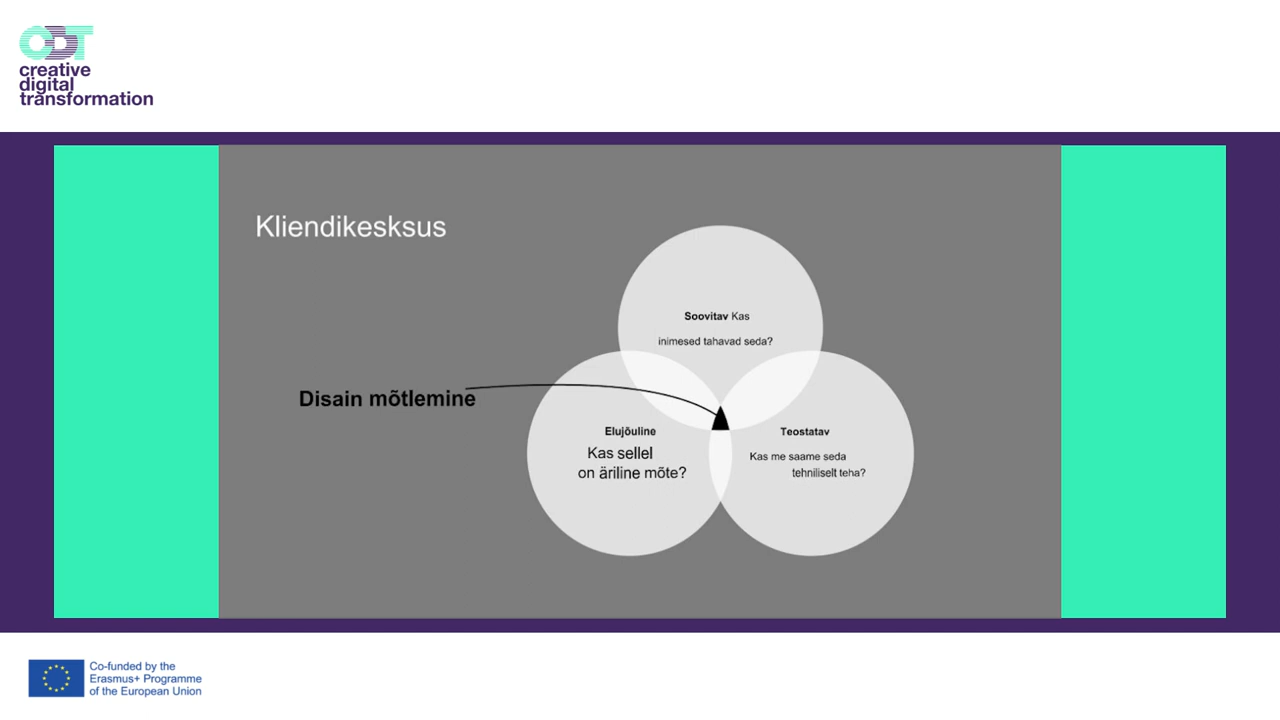 CDT
creative
digital
transformation
Kliendikesksus
Soovitav Kas
inimesed tahavad seda?
Disain mõtlemine
Elujõuline
Kas sellel
on äriline mõte?
Teostatav
Kas me saame seda
tehniliselt teha?
Co-funded by the
Erasmus+ Programme
of the European Union